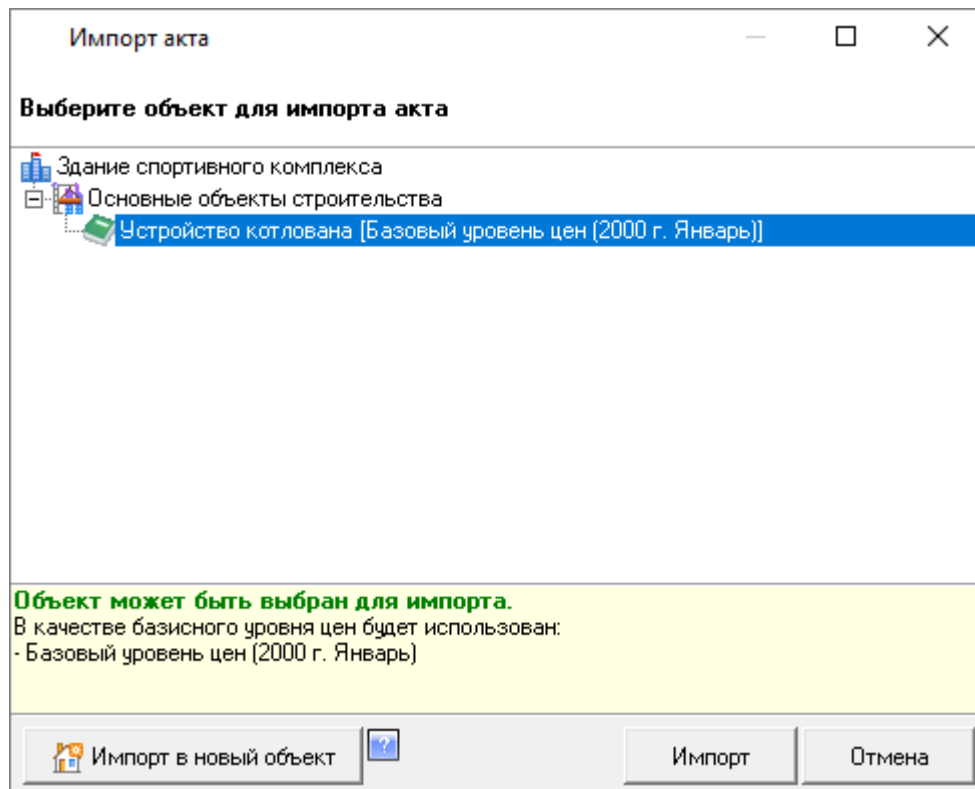 Импорт акта
Выберите объект для импорта акта
Здание спортивного комплекса
Основные объекты строительства
Устройство котлована [Базовый уровень цен (2000 г. Январь)]
Объект может быть выбран для импорта.
В качестве базисного уровня цен будет использован:
- Базовый уровень цен (2000 г. Январь)
Импорт в новый объект ? Импорт Отмена